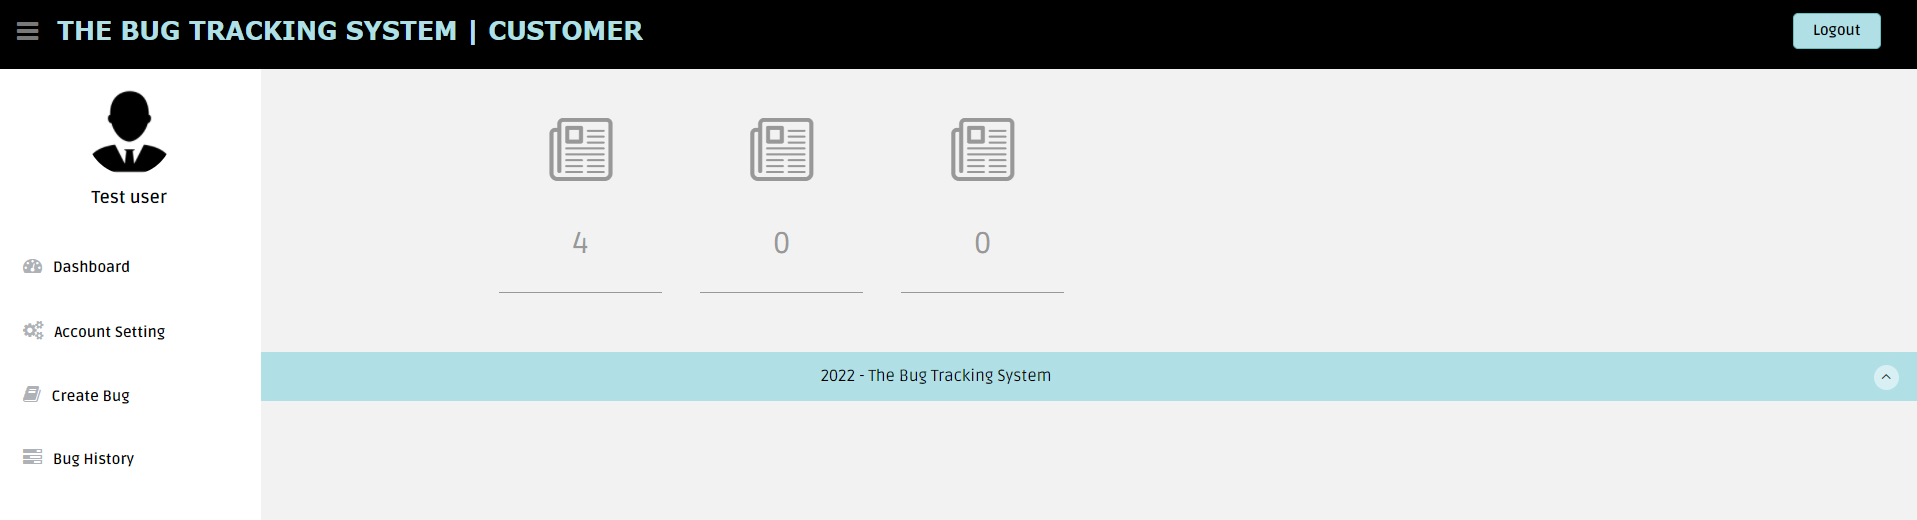 THE BUG TRACKING SYSTEM | CUSTOMER
Logout
Test user
Dashboard
Account Setting
Create Bug
Bug History
4
0
0
2022 - The Bug Tracking System